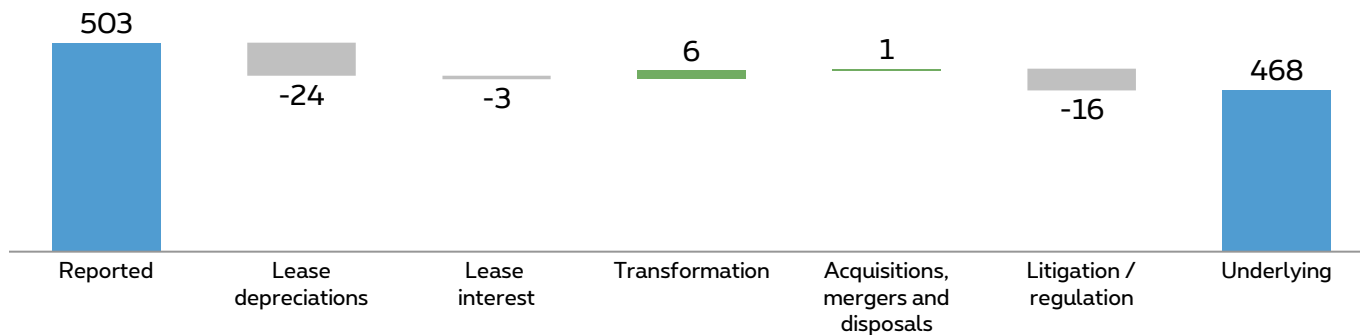 503
-24
-3
6
1
-16
468
Reported
Lease
depreciations
Lease
interest
Transformation
Acquisitions,
mergers and
disposals
Litigation /
regulation
Underlying